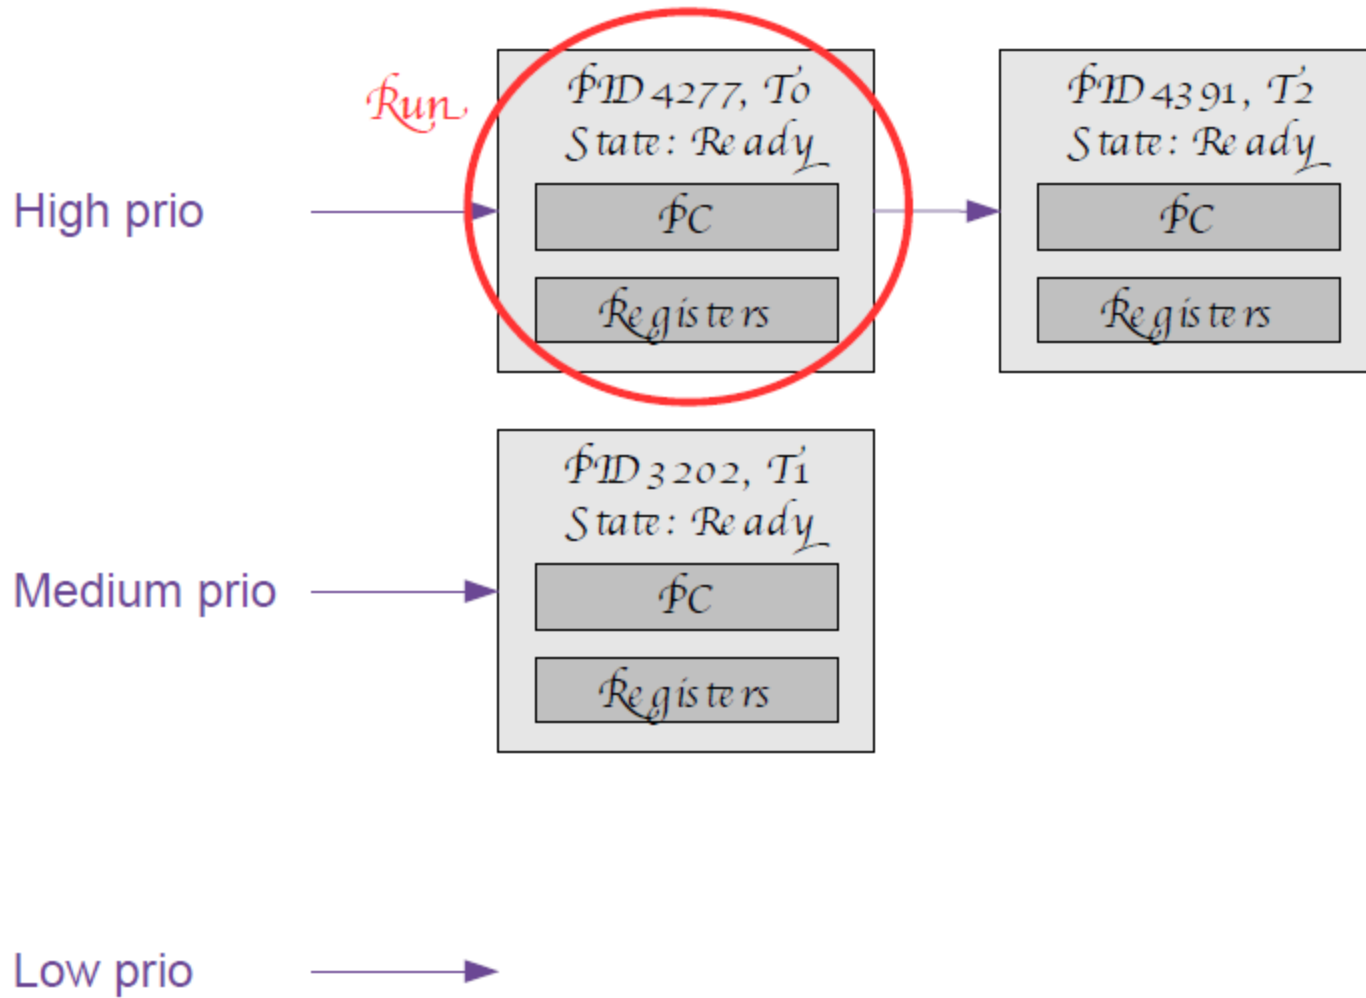 Run
PID 4277, T0
State: Ready
PC
Registers
PID 4391, T2
State: Ready
PC
Registers
High prio
PID 3202, T1
State: Ready
PC
Registers
Medium prio
Low prio